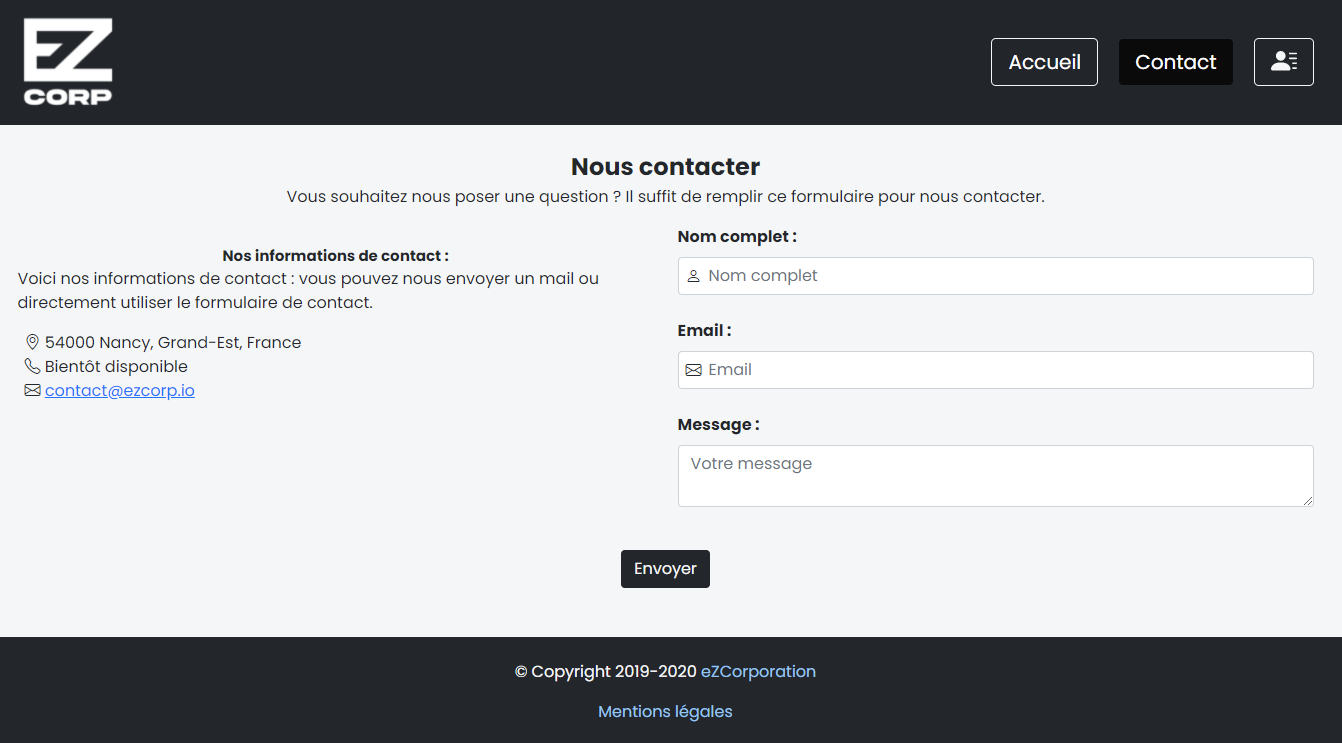 EZ
CORP
Accueil
Contact
Nous contacter
Vous souhaitez nous poser une question ? Il suffit de remplir ce formulaire pour nous contacter.
Nos informations de contact :
Voici nos informations de contact : vous pouvez nous envoyer un mail ou
directement utiliser le formulaire de contact.
54000 Nancy, Grand-Est, France
Bientôt disponible
contact@ezcorp.io
Nom complet :
Nom complet
Email :
Email
Message :
Votre message
Envoyer
© Copyright 2019-2020 eZCorporation
Mentions légales